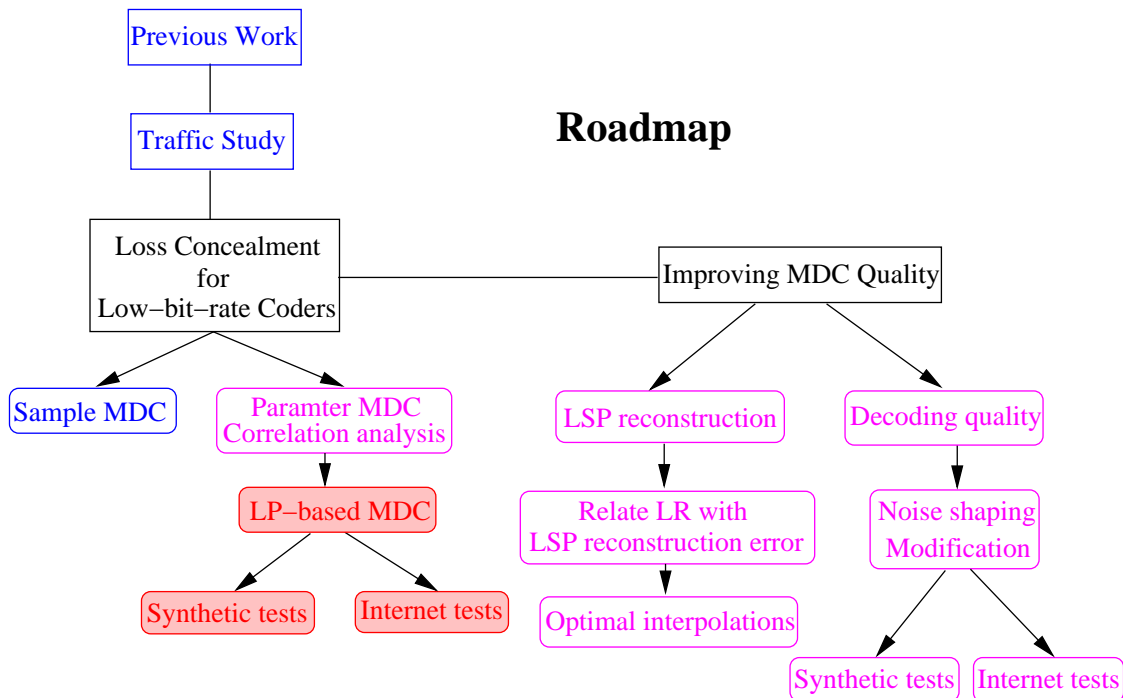 Previous Work
Traffic Study
Roadmap
Loss Concealment
for
Low−bit−rate Coders
Improving MDC Quality
Sample MDC
Paramter MDC
Correlation analysis
LSP reconstruction
Decoding quality
LP−based MDC
Relate LR with
LSP reconstruction error
Noise shaping
Modification
Synthetic tests
Internet tests
Optimal interpolations
Synthetic tests
Internet tests